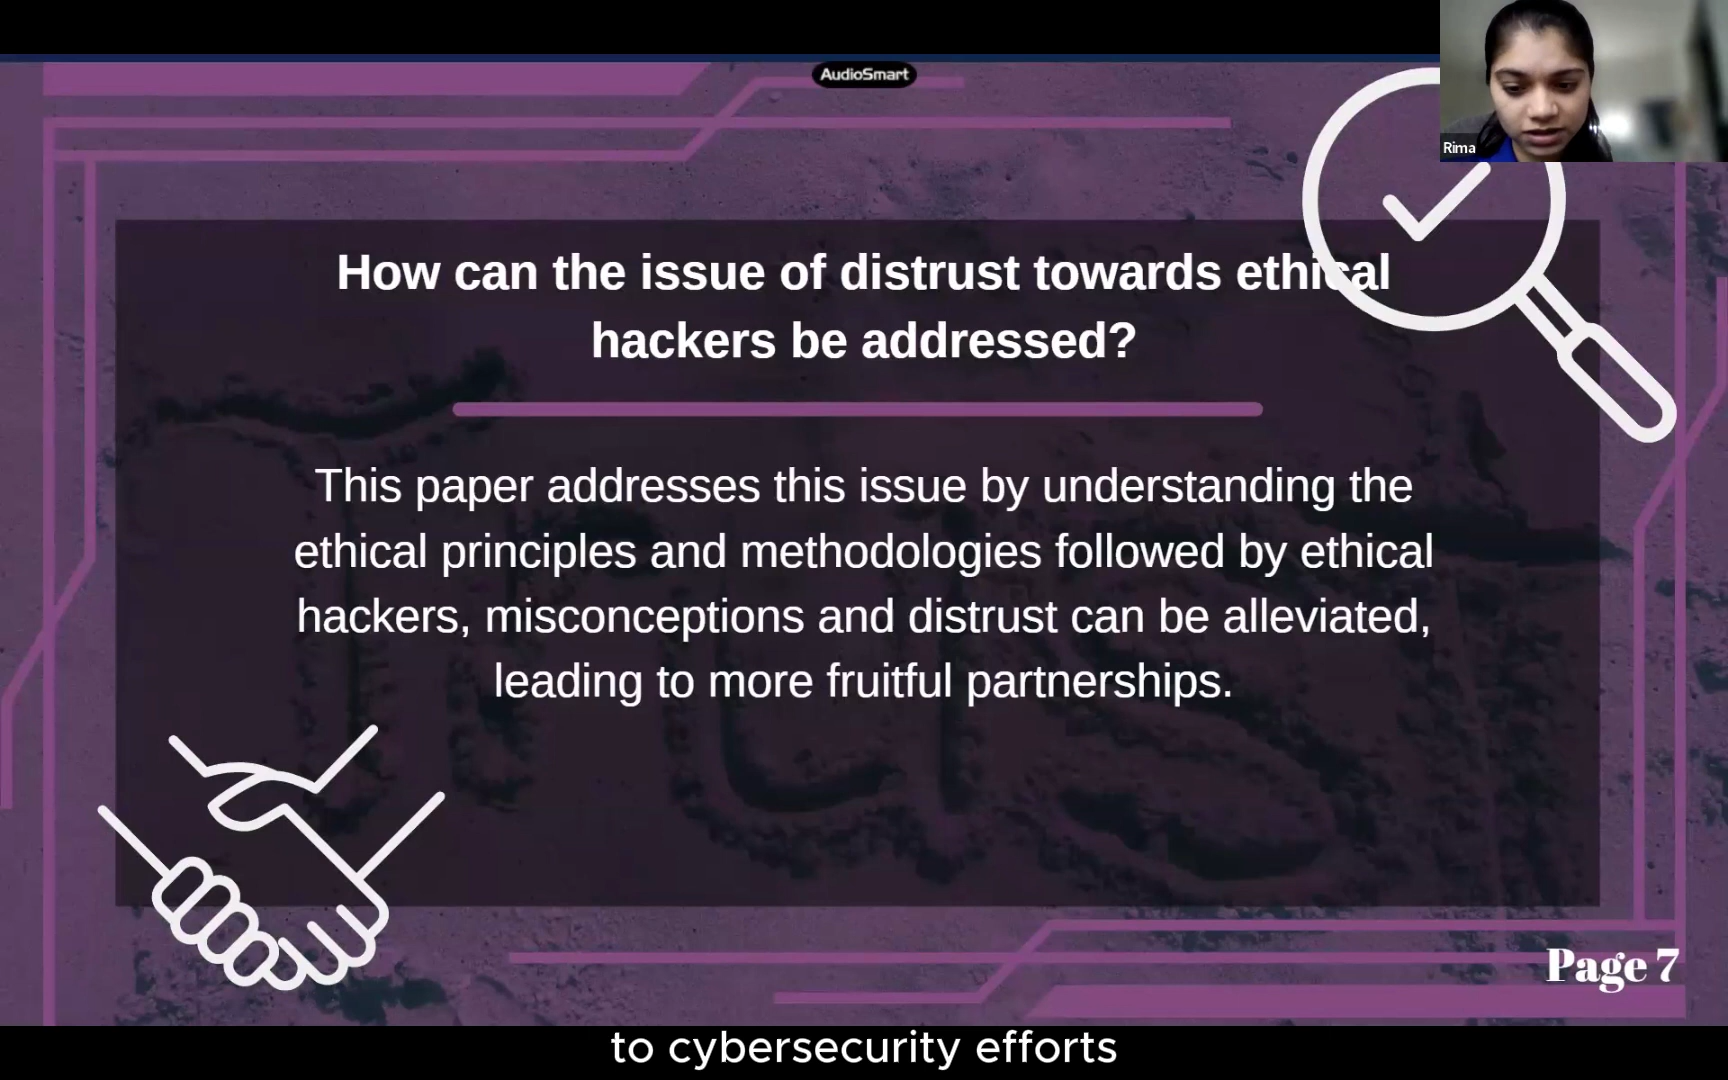 AudioSmart
Rima
How can the issue of distrust towards ethical
hackers be addressed?
This paper addresses this issue by understanding the
ethical principles and methodologies followed by ethical
hackers, misconceptions and distrust can be alleviated,
leading to more fruitful partnerships.
Page 7
to cybersecurity efforts